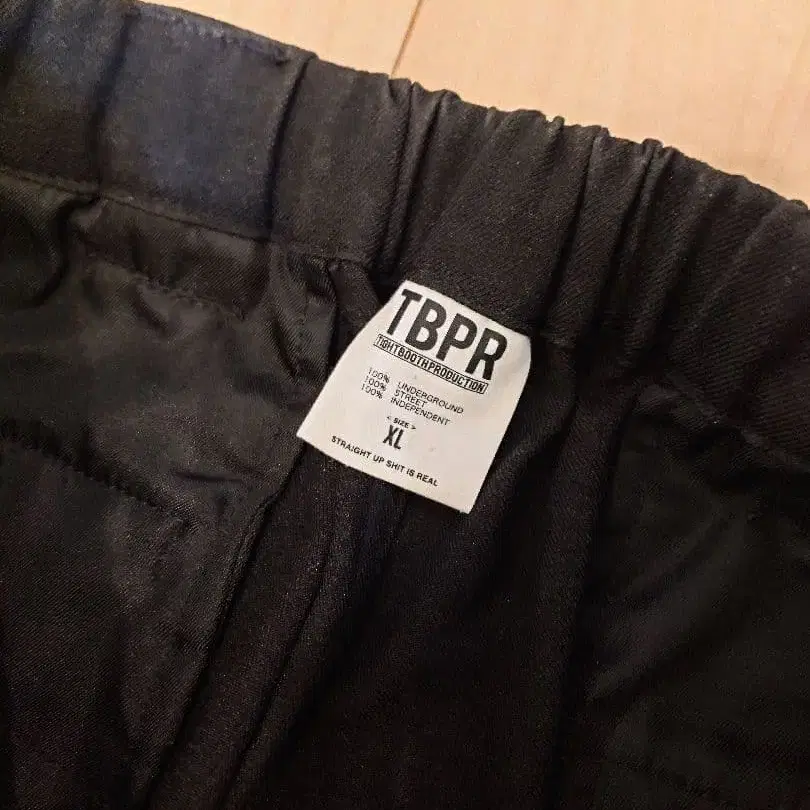 TBPR
TIGHTBOOTHPRODUCTION
100% UNDERGROUND
100% STREET
100% INDEPENDENT
< SIZE >
XL
STRAIGHT UP SHIT IS REAL